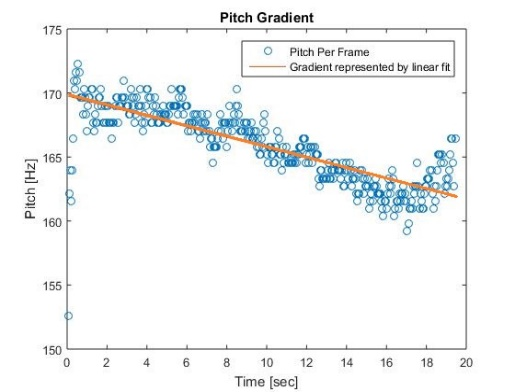 Pitch Gradient
175
170
165
160
155
150
Pitch [Hz]
Pitch Per Frame
Gradient represented by linear fit
0 2 4 6 8 10 12 14 16 18 20
Time [sec]